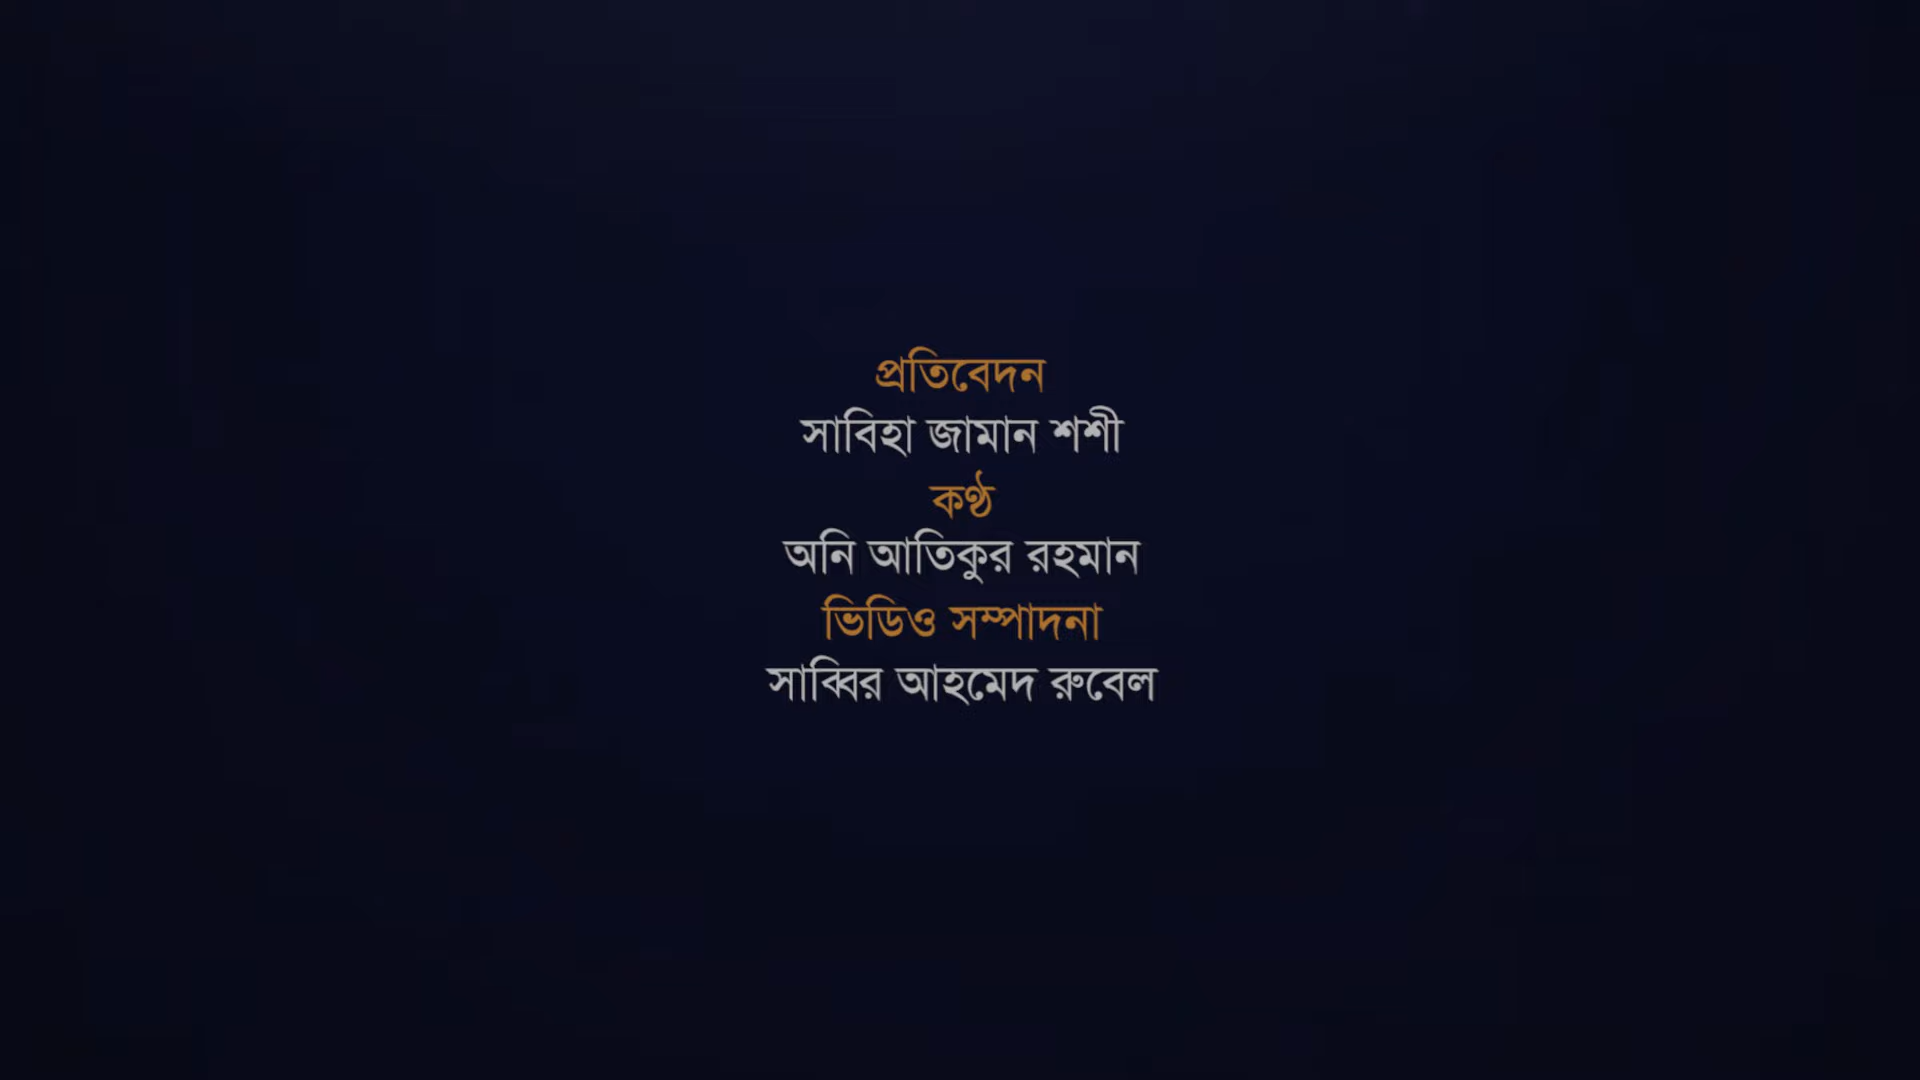 প্রতিবেদন
সাবিহা জামান শশী
কণ্ঠ
অনি আতিকুর রহমান
ভিডিও সম্পাদনা
সাব্বির আহমেদ রুবেল